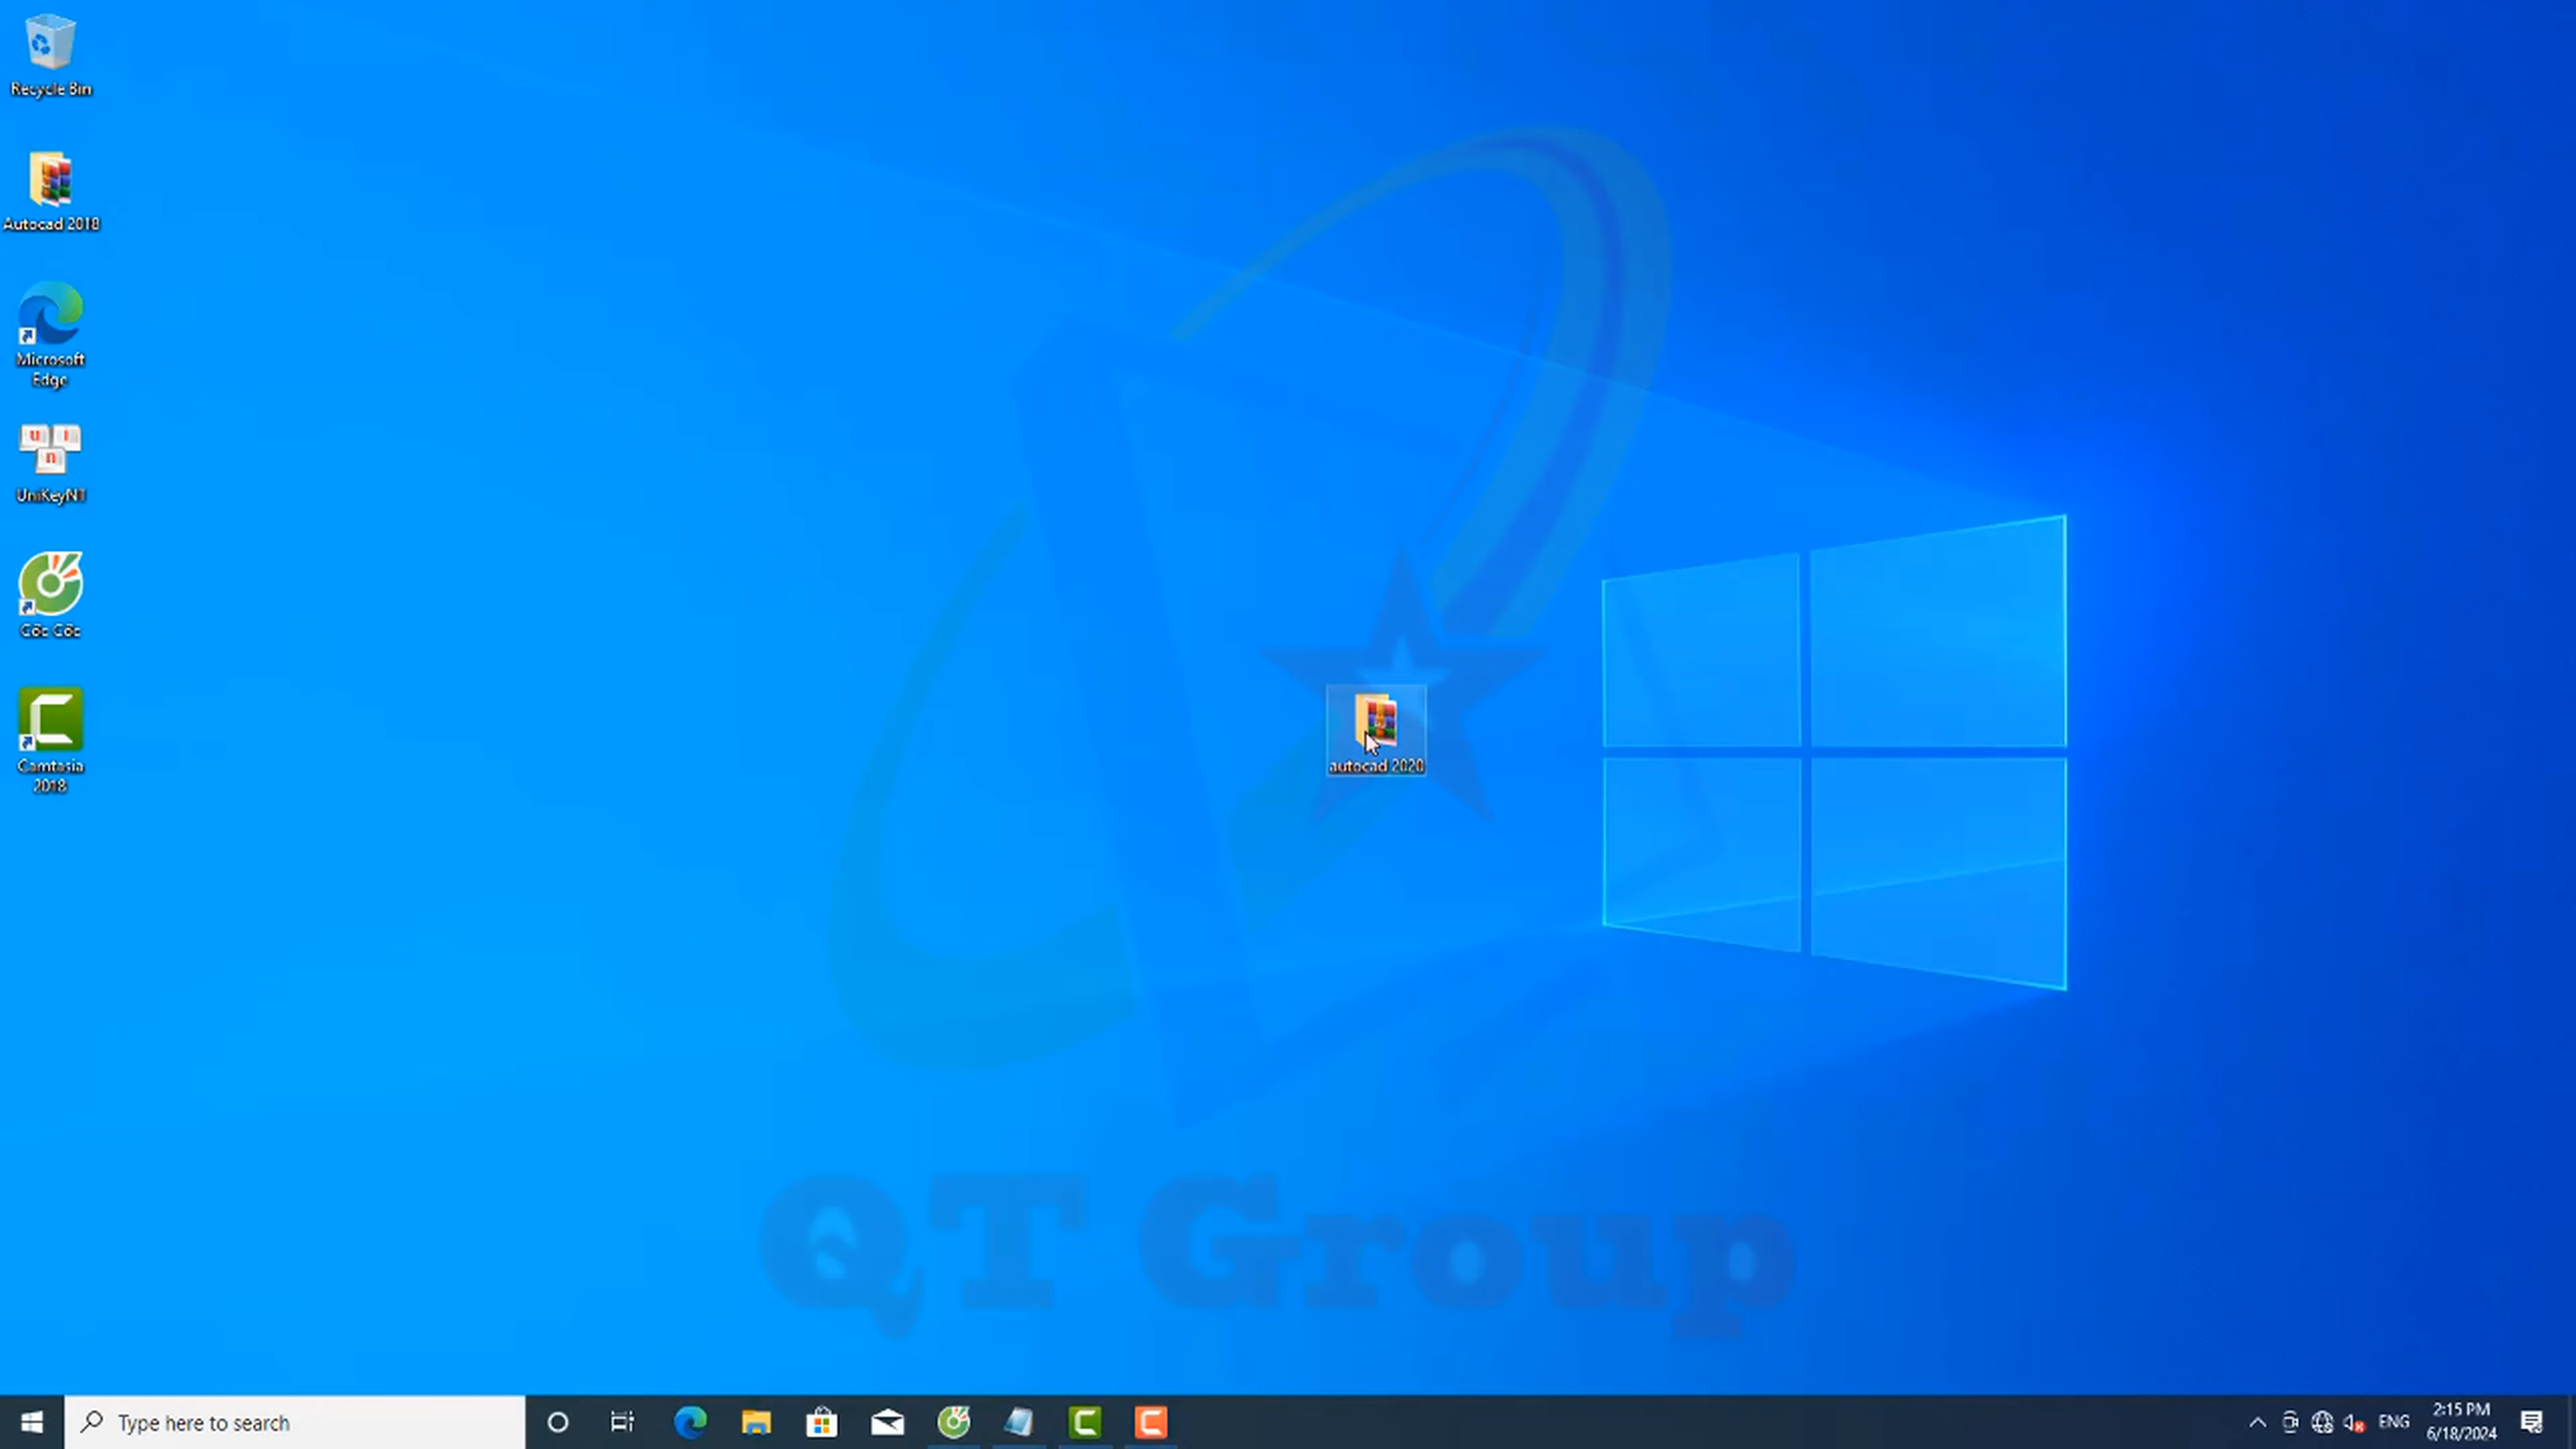 Recycle Bin
Autocad 2018
Microsoft
Edge
UniKeyNT
Cốc Cốc
Camtasia
2018
autocad 2020
QT Group
Type here to search
ENG
2:15 PM
6/18/2024